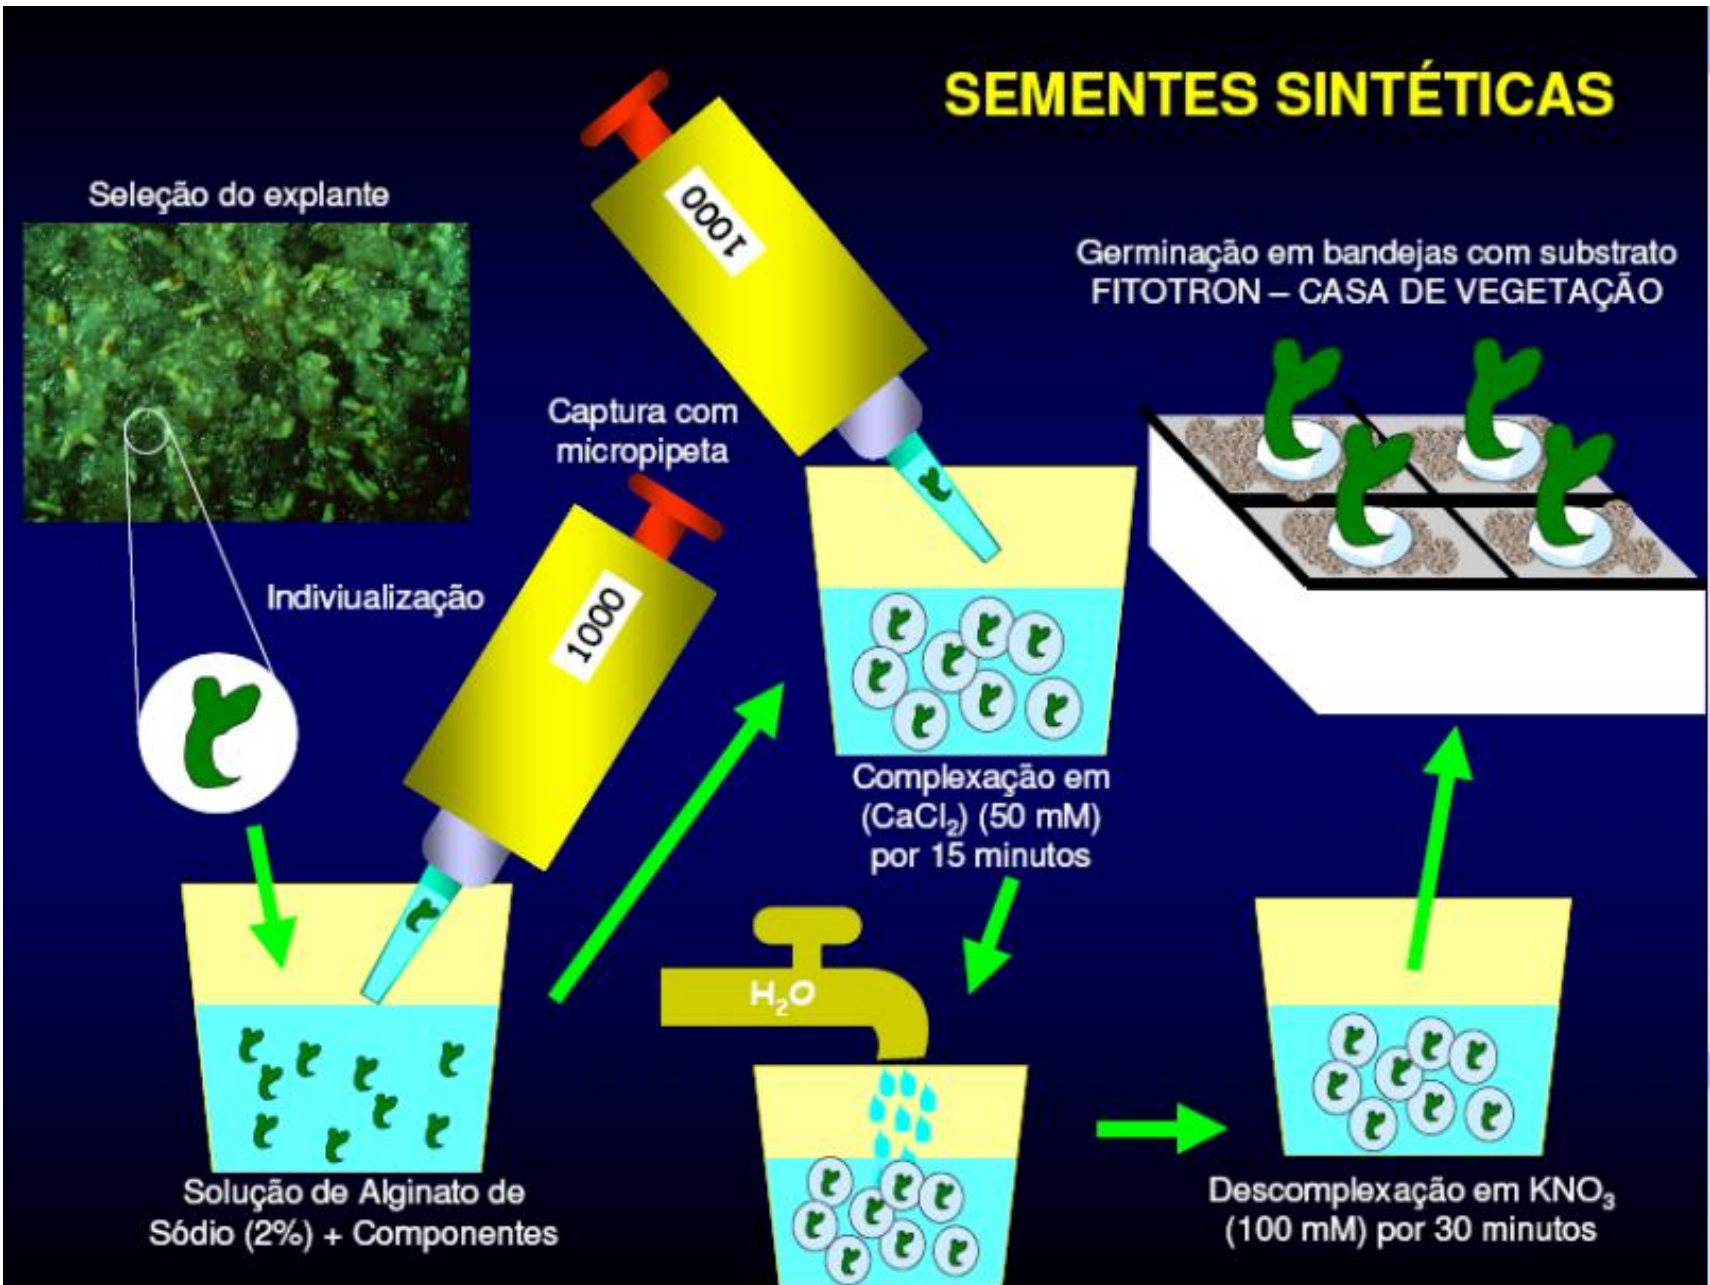 SEMENTES SINTÉTICAS
Seleção do explante
Indiviualização
Solução de Alginato de
Sódio (2%) + Componentes
1000
Captura com
micropipeta
1000
Complexação em
(CaCl₂) (50 mM)
por 15 minutos
H₂O
Descomplexação em KNO₃
(100 mM) por 30 minutos
Germinação em bandejas com substrato
FITOTRON – CASA DE VEGETAÇÃO